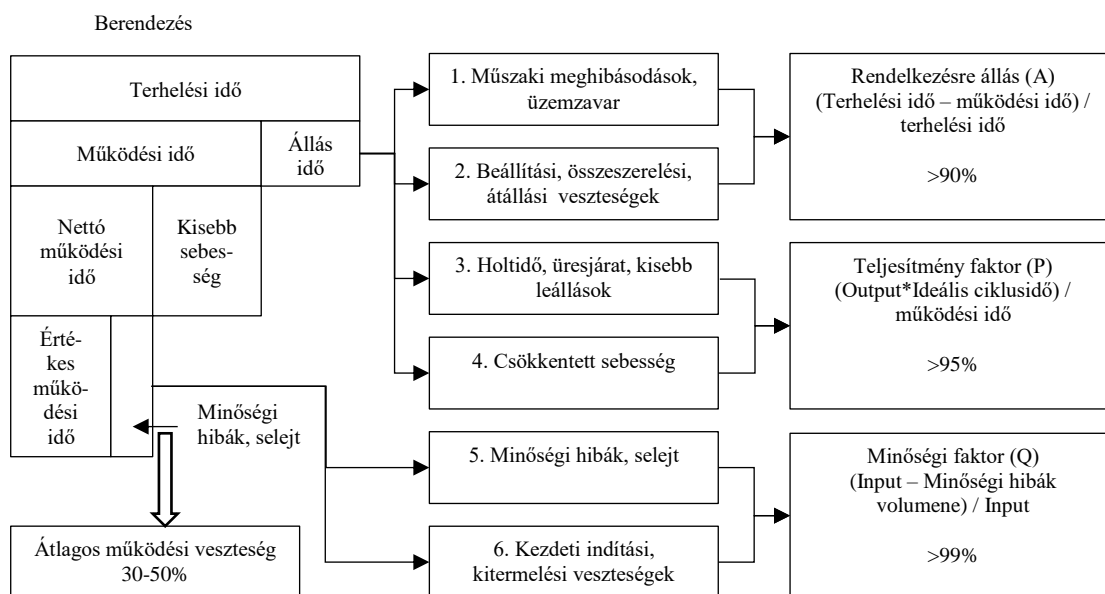 Berendezés
Terhelési idő
Működési idő
Állás
idő
Nettó
működési
idő
Kisebb
sebes-
ség
Érté-
kes
műkö-
dési
idő
Minőségi
hibák, selejt
Átlagos működési veszteség
30-50%
1. Műszaki meghibásodások,
üzemzavar
2. Beállítási, összeszerelési,
átállási veszteségek
3. Holtidő, üresjárat, kisebb
leállások
4. Csökkentett sebesség
5. Minőségi hibák, selejt
6. Kezdeti indítási,
kitermelési veszteségek
Rendelkezésre állás (A)
(Terhelési idő – működési idő) /
terhelési idő
>90%
Teljesítmény faktor (P)
(Output*Ideális ciklusidő) /
működési idő
>95%
Minőségi faktor (Q)
(Input – Minőségi hibák
volumene) / Input
>99%